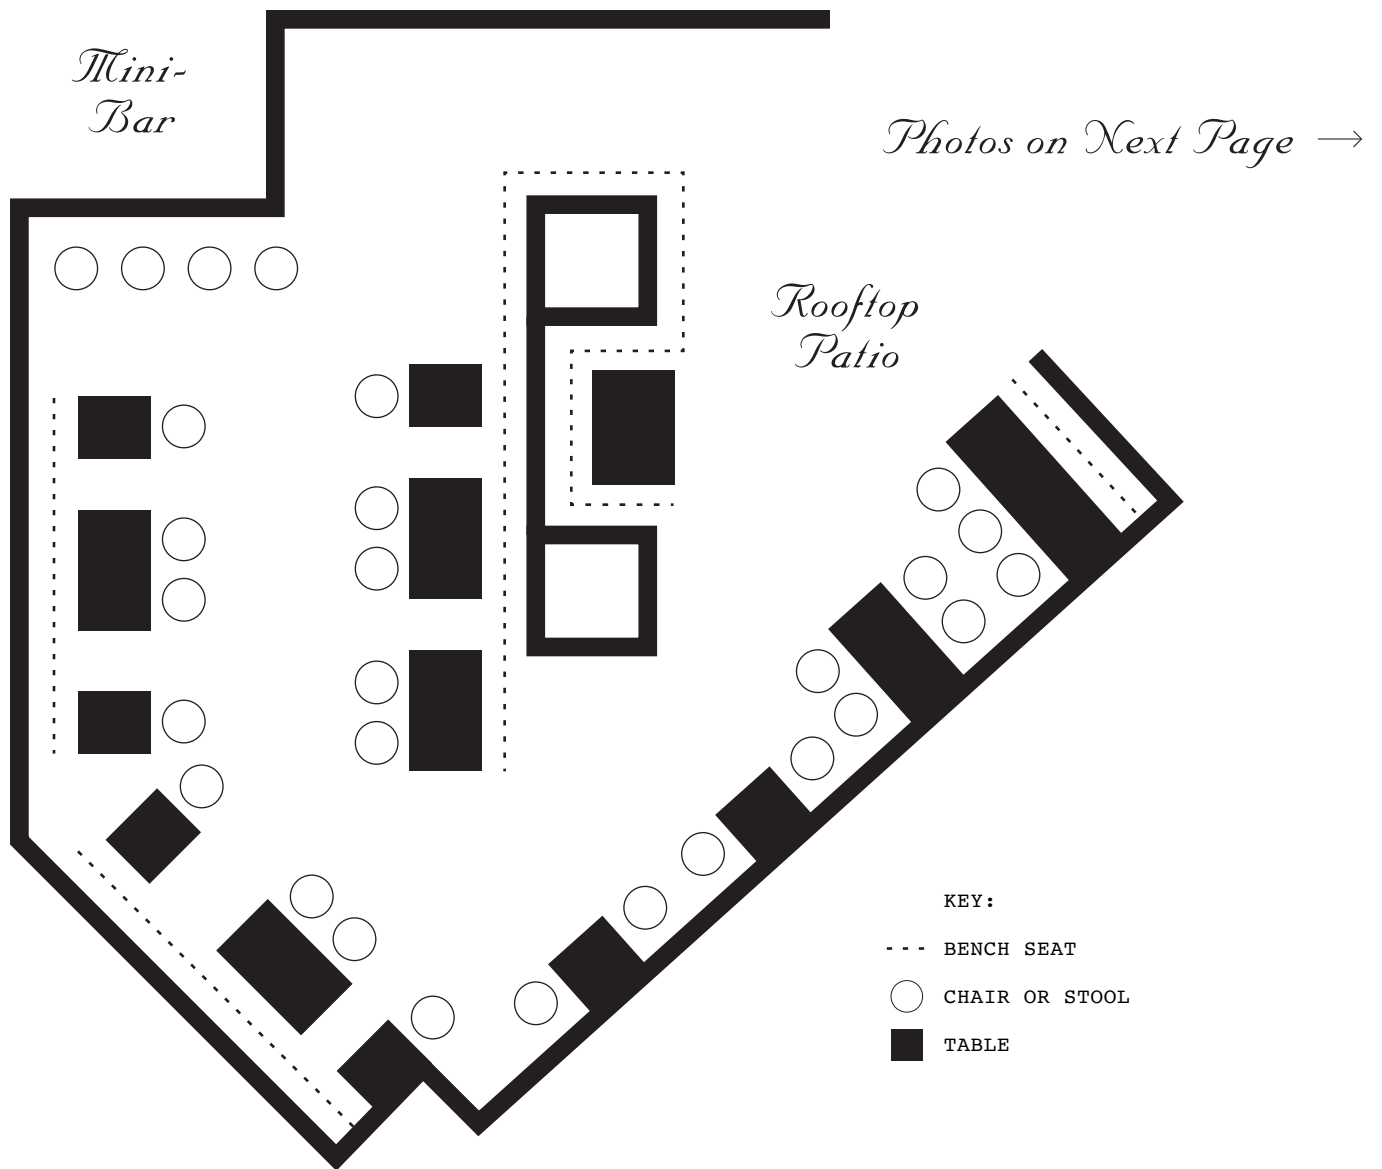 Mini-
Bar
Photos on Next Page →
Rooftop
Patio
KEY:
BENCH SEAT
CHAIR OR STOOL
TABLE